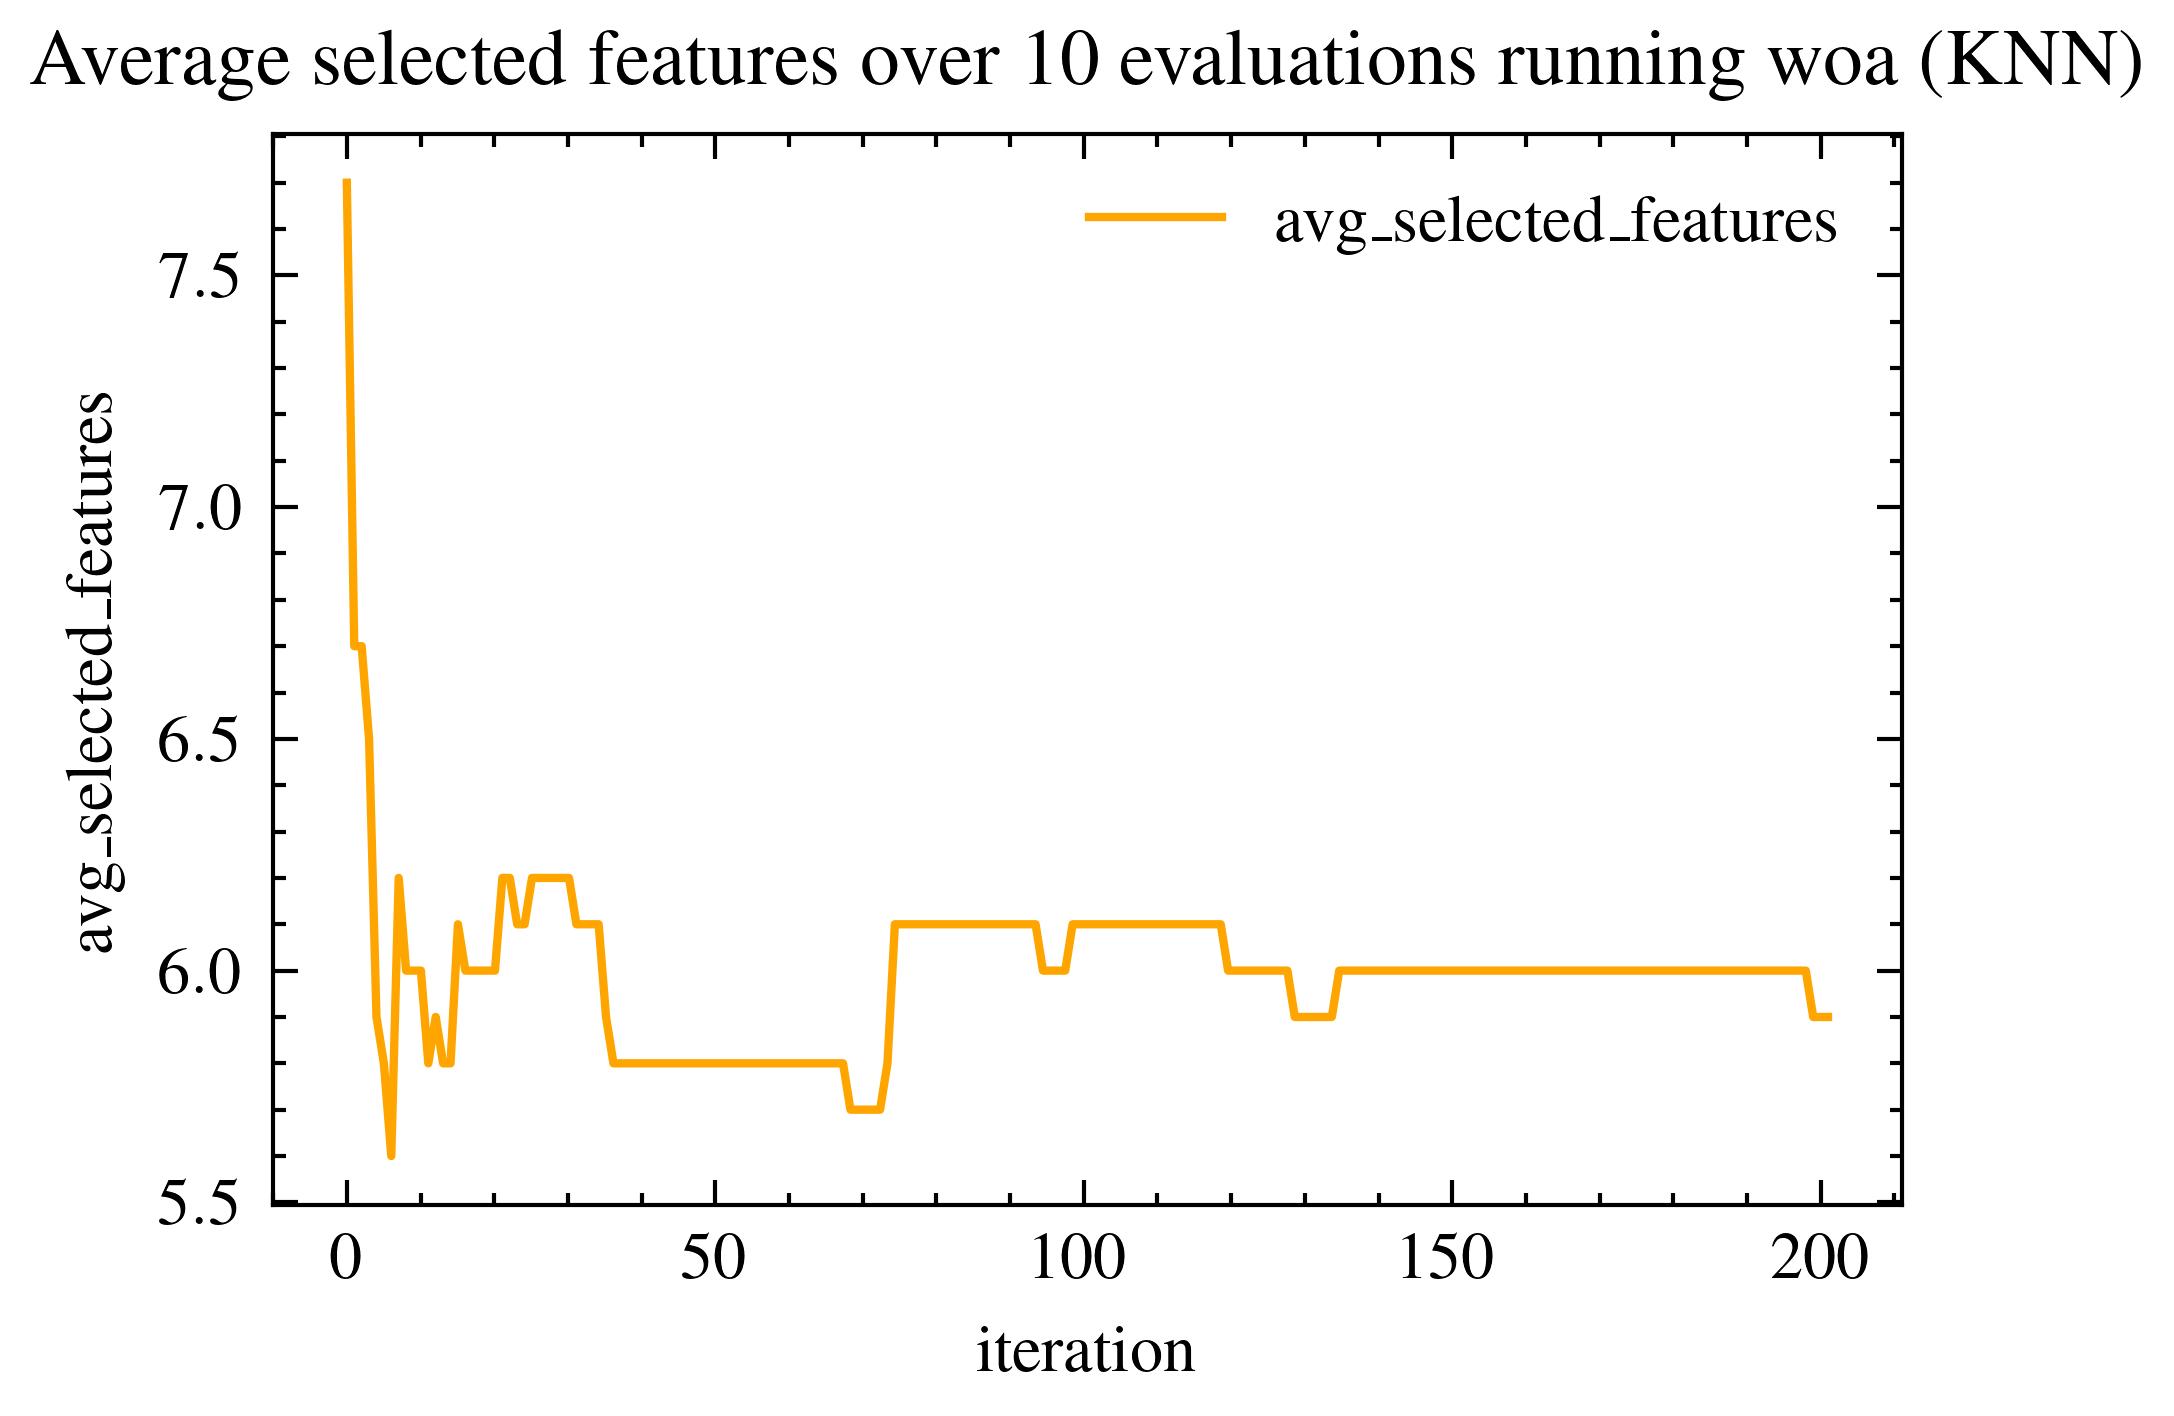 Average selected features over 10 evaluations running woa (KNN)
avg_selected_features
7.5
7.0
6.5
6.0
5.5
avg_selected_features
0 50 100 150 200
iteration